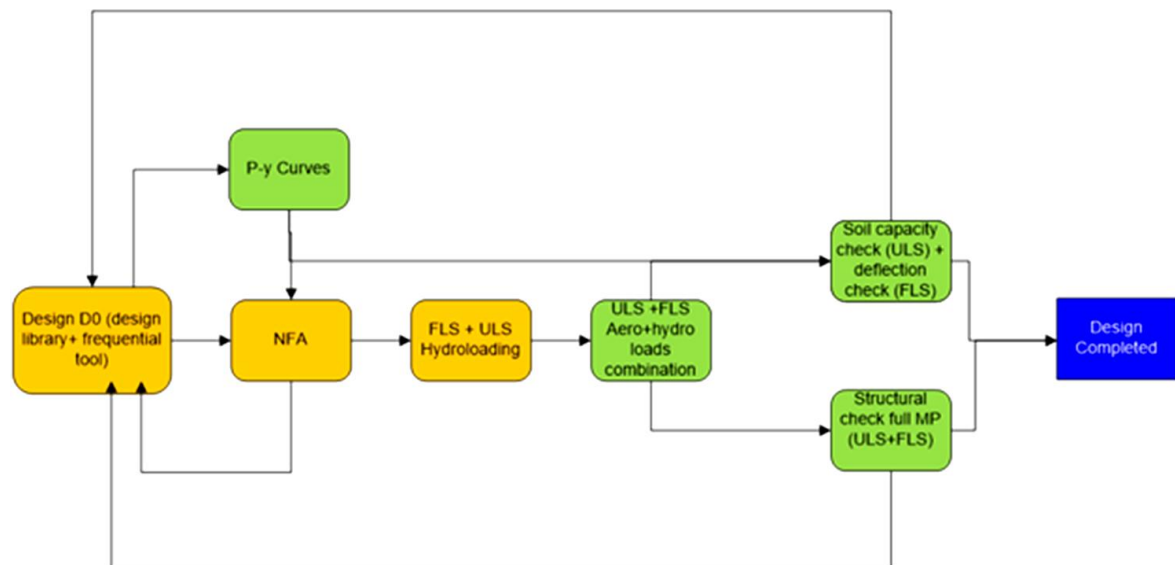 P-y Curves
Soil capacity
check (ULS) +
deflection
check (FLS)
Design D0 (design
library+ frequential
tool)
NFA
FLS + ULS
Hydroloading
ULS +FLS
Aero+hydro
loads
combination
Design
Completed
Structural
check full MP
(ULS+FLS)